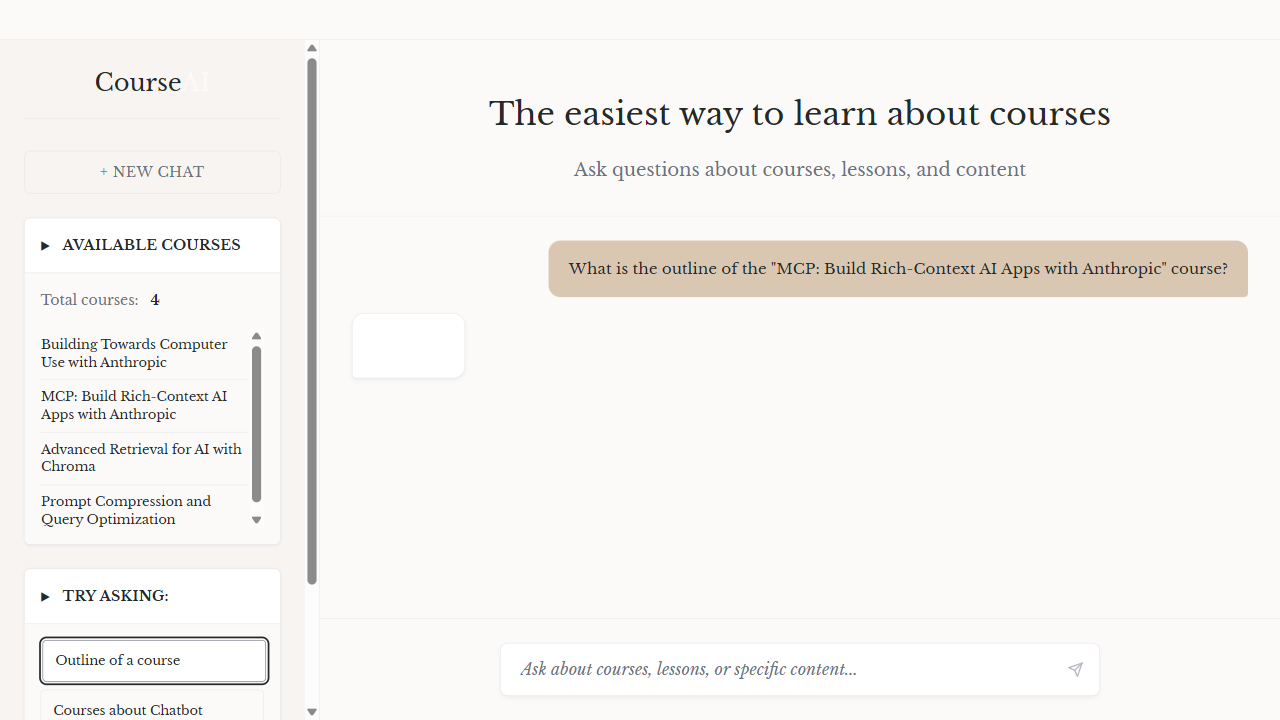 CourseAI
+ NEW CHAT
AVAILABLE COURSES
Total courses: 4
Building Towards Computer
Use with Anthropic
MCP: Build Rich-Context AI
Apps with Anthropic
Advanced Retrieval for AI with
Chroma
Prompt Compression and
Query Optimization
TRY ASKING:
Outline of a course
Courses about Chatbot
The easiest way to learn about courses
Ask questions about courses, lessons, and content
What is the outline of the "MCP: Build Rich-Context AI Apps with Anthropic" course?
Ask about courses, lessons, or specific content...